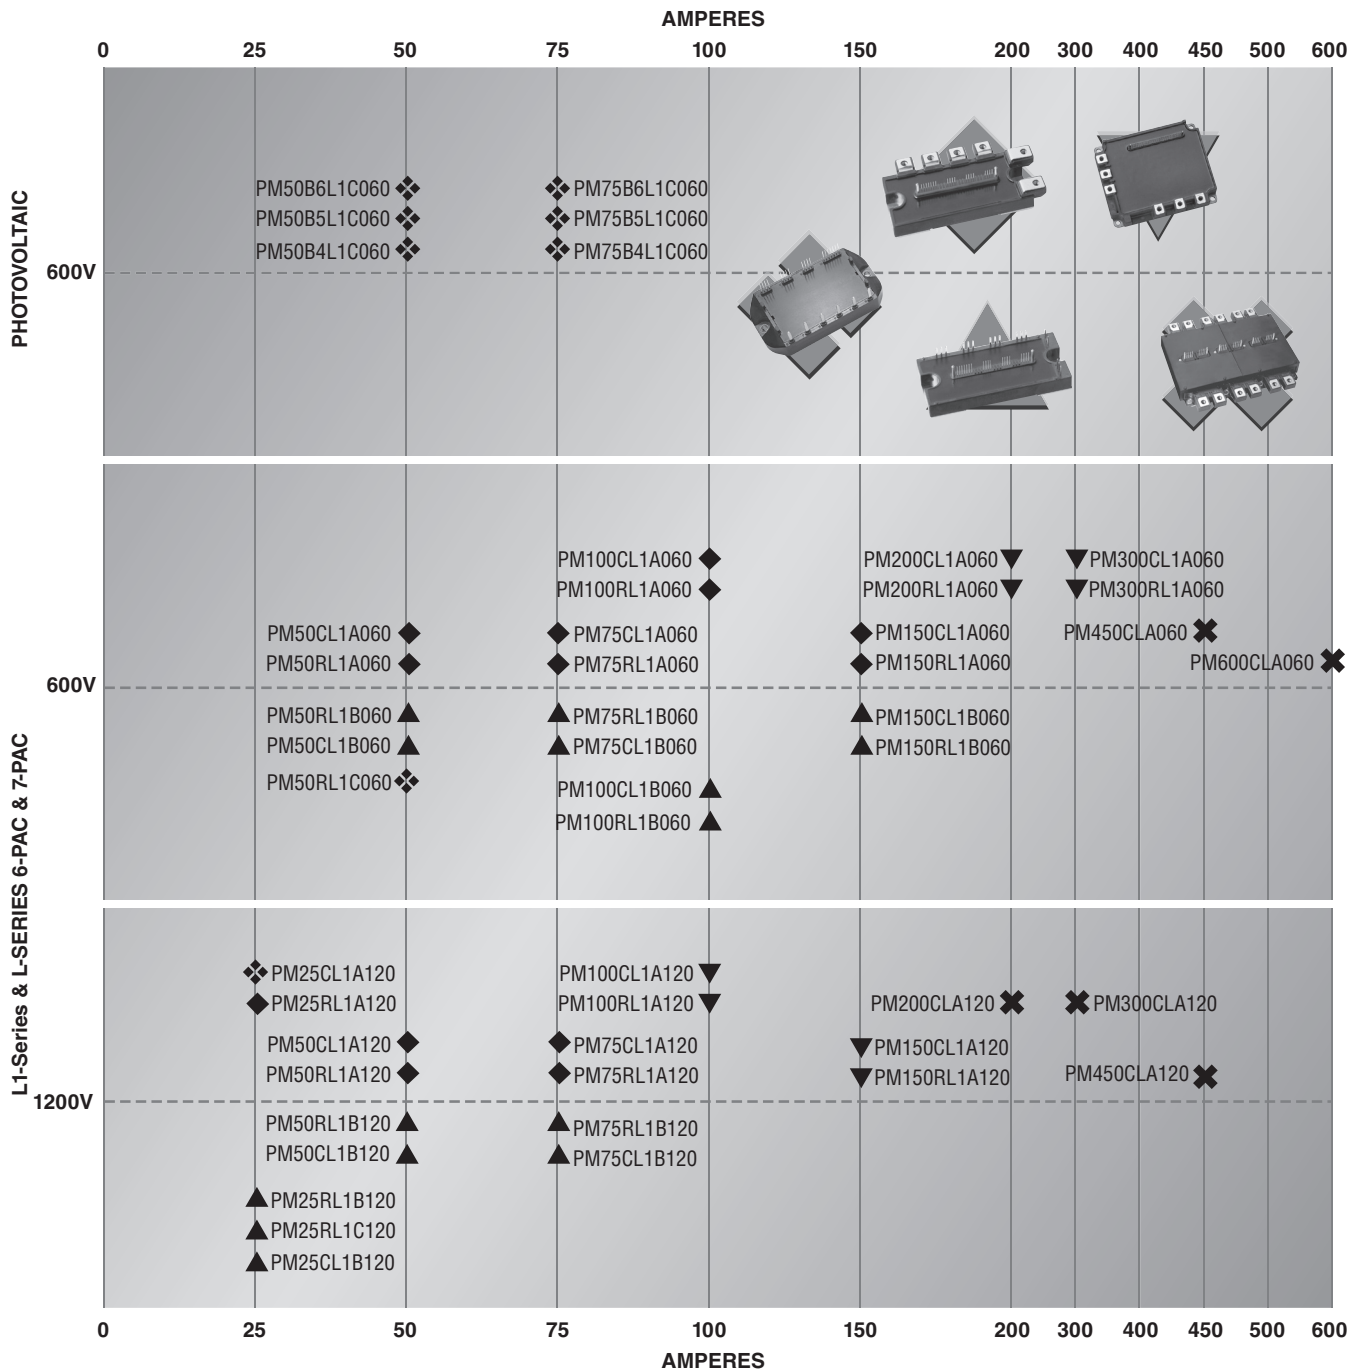 AMPERES
0 25 50 75 100 150 200 300 400 450 500 600
PHOTOVOLTAIC
PM50B6L1C060 PM75B6L1C060
PM50B5L1C060 PM75B5L1C060
PM50B4L1C060 PM75B4L1C060
600V
L1-Series & L-SERIES 6-PAC & 7-PAC
PM100CL1A060 PM200CL1A060 PM300CL1A060
PM100RL1A060 PM200RL1A060 PM300RL1A060
PM50CL1A060 PM75CL1A060 PM150CL1A060 PM450CLA060
PM50RL1A060 PM75RL1A060 PM150RL1A060 PM600CLA060
600V
PM50RL1B060 PM75RL1B060 PM150CL1B060
PM50CL1B060 PM75CL1B060 PM150RL1B060
PM50RL1C060 PM100CL1B060
PM100RL1B060
PM25CL1A120 PM100CL1A120
PM25RL1A120 PM100RL1A120 PM200CLA120 PM300CLA120
PM50CL1A120 PM75CL1A120 PM150CL1A120
PM50RL1A120 PM75RL1A120 PM150RL1A120 PM450CLA120
1200V
PM50RL1B120 PM75RL1B120
PM50CL1B120 PM75CL1B120
PM25RL1B120
PM25RL1C120
PM25CL1B120
0 25 50 75 100 150 200 300 400 450 500 600
AMPERES